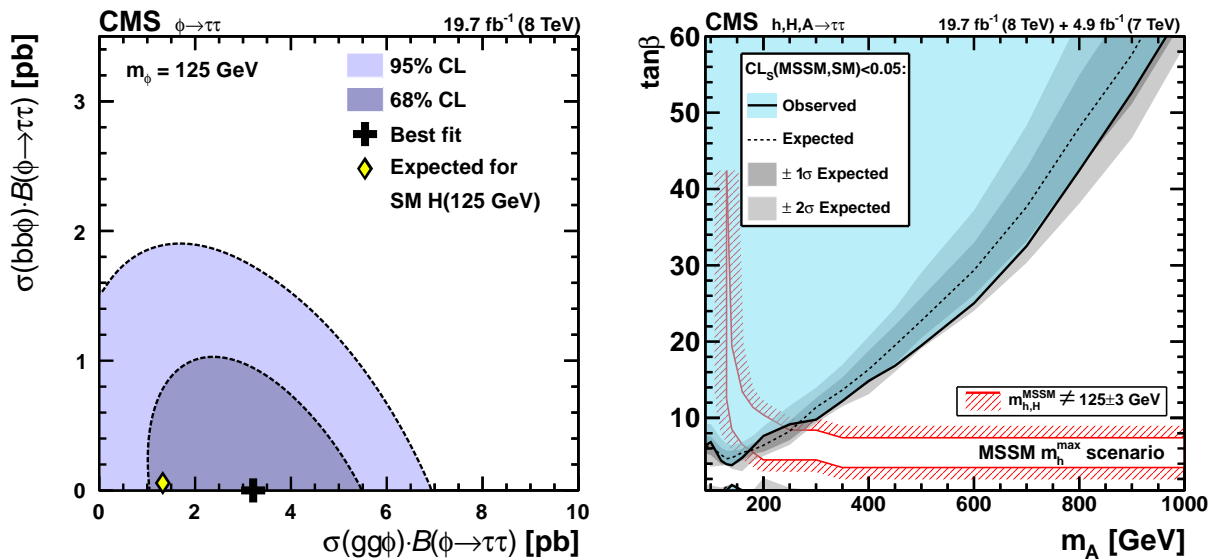 CMS ϕ→ττ 19.7 fb⁻¹ (8 TeV)
σ(bbϕ)·B(ϕ→ττ) [pb]
3
2
1
0
m_ϕ = 125 GeV
95% CL
68% CL
Best fit
Expected for
SM H(125 GeV)
0 2 4 6 8 10
σ(ggϕ)·B(ϕ→ττ) [pb]
CMS h,H,A→ττ 19.7 fb⁻¹ (8 TeV) + 4.9 fb⁻¹ (7 TeV)
tanβ
60
50
40
30
20
10
CL_S(MSSM,SM)<0.05:
Observed
Expected
± 1σ Expected
± 2σ Expected
m_{h,H}^{MSSM} ≠ 125±3 GeV
MSSM m_h^{max} scenario
200 400 600 800 1000
m_A [GeV]